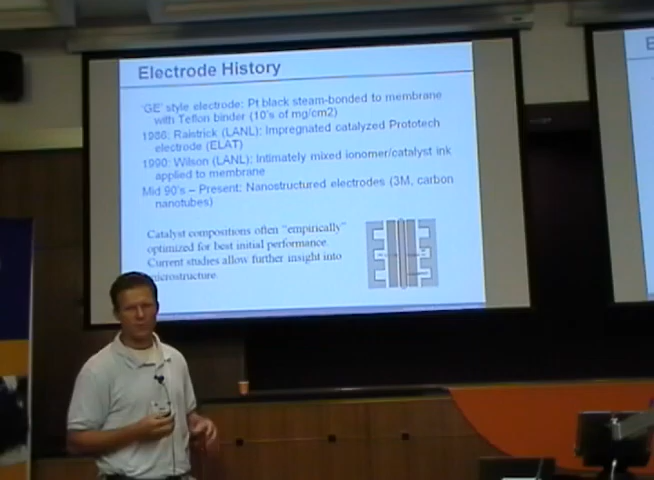 Electrode History
'GE' style electrode: Pt black steam-bonded to membrane
with Teflon binder (10's of mg/cm2)
1986: Raistrick (LANL): Impregnated catalyzed Prototech
electrode (ELAT)
1990: Wilson (LANL): Intimately mixed ionomer/catalyst ink
applied to membrane
Mid 90's – Present: Nanostructured electrodes (3M, carbon
nanotubes)
Catalyst compositions often "empirically"
optimized for best initial performance.
Current studies allow further insight into
microstructure.
E